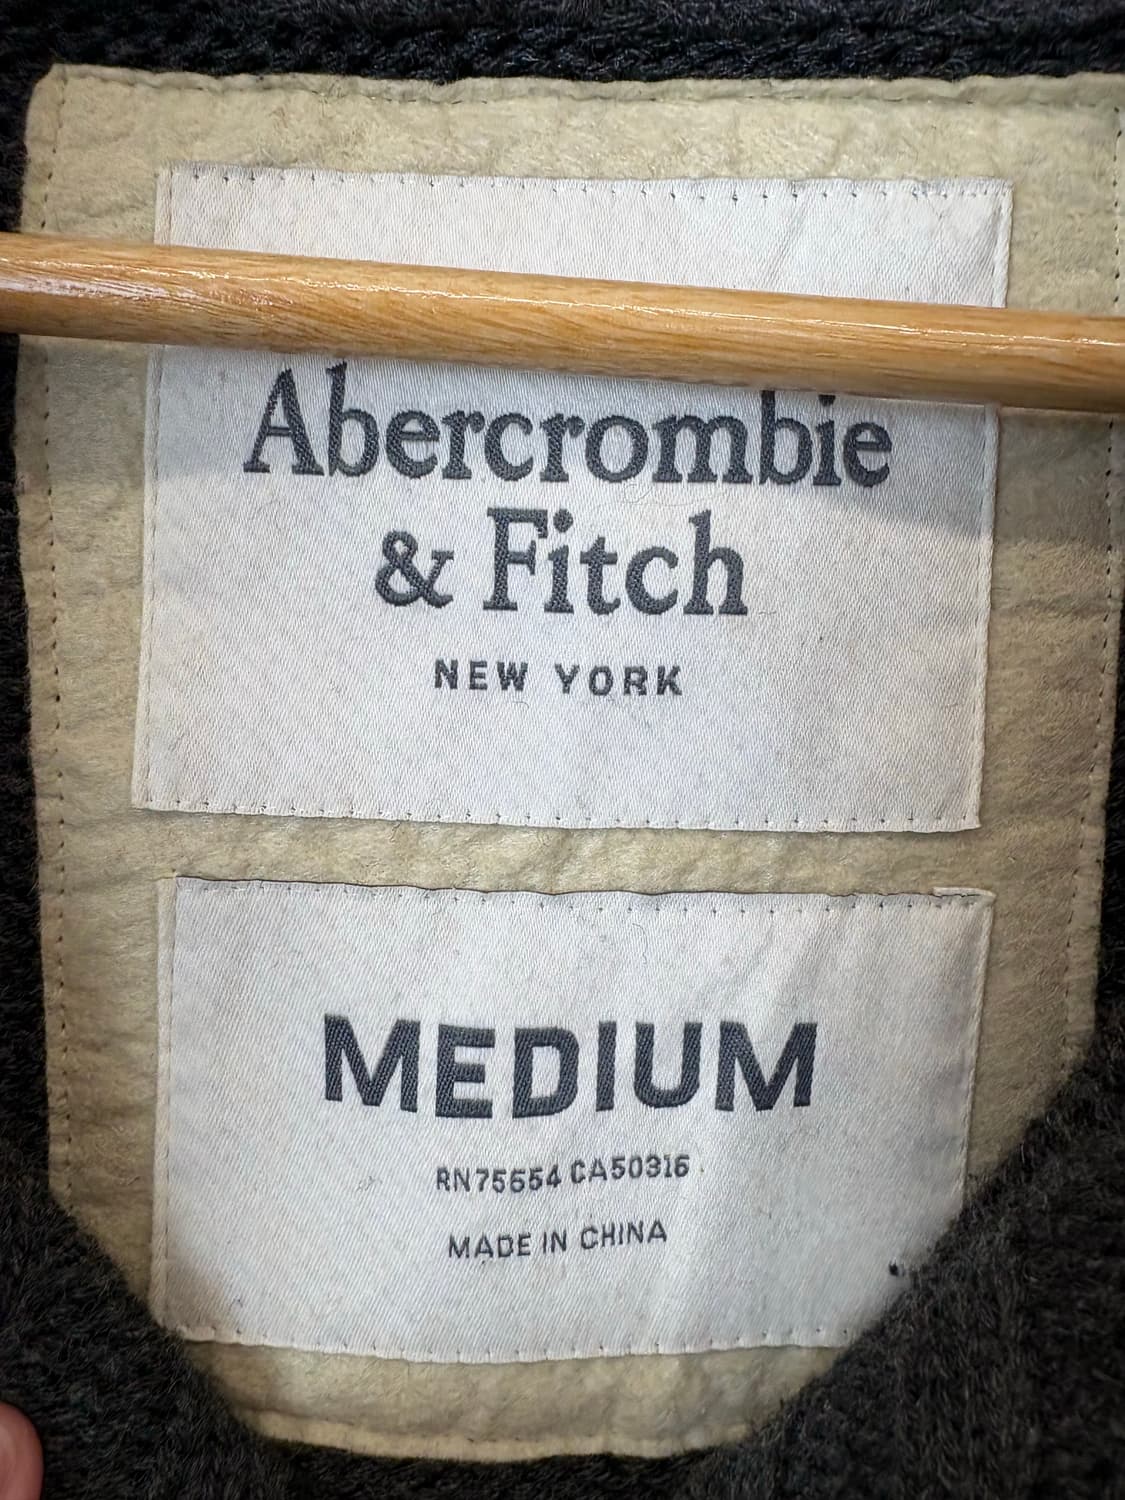 Abercrombie
& Fitch
NEW YORK
MEDIUM
RN75654 CA50316
MADE IN CHINA